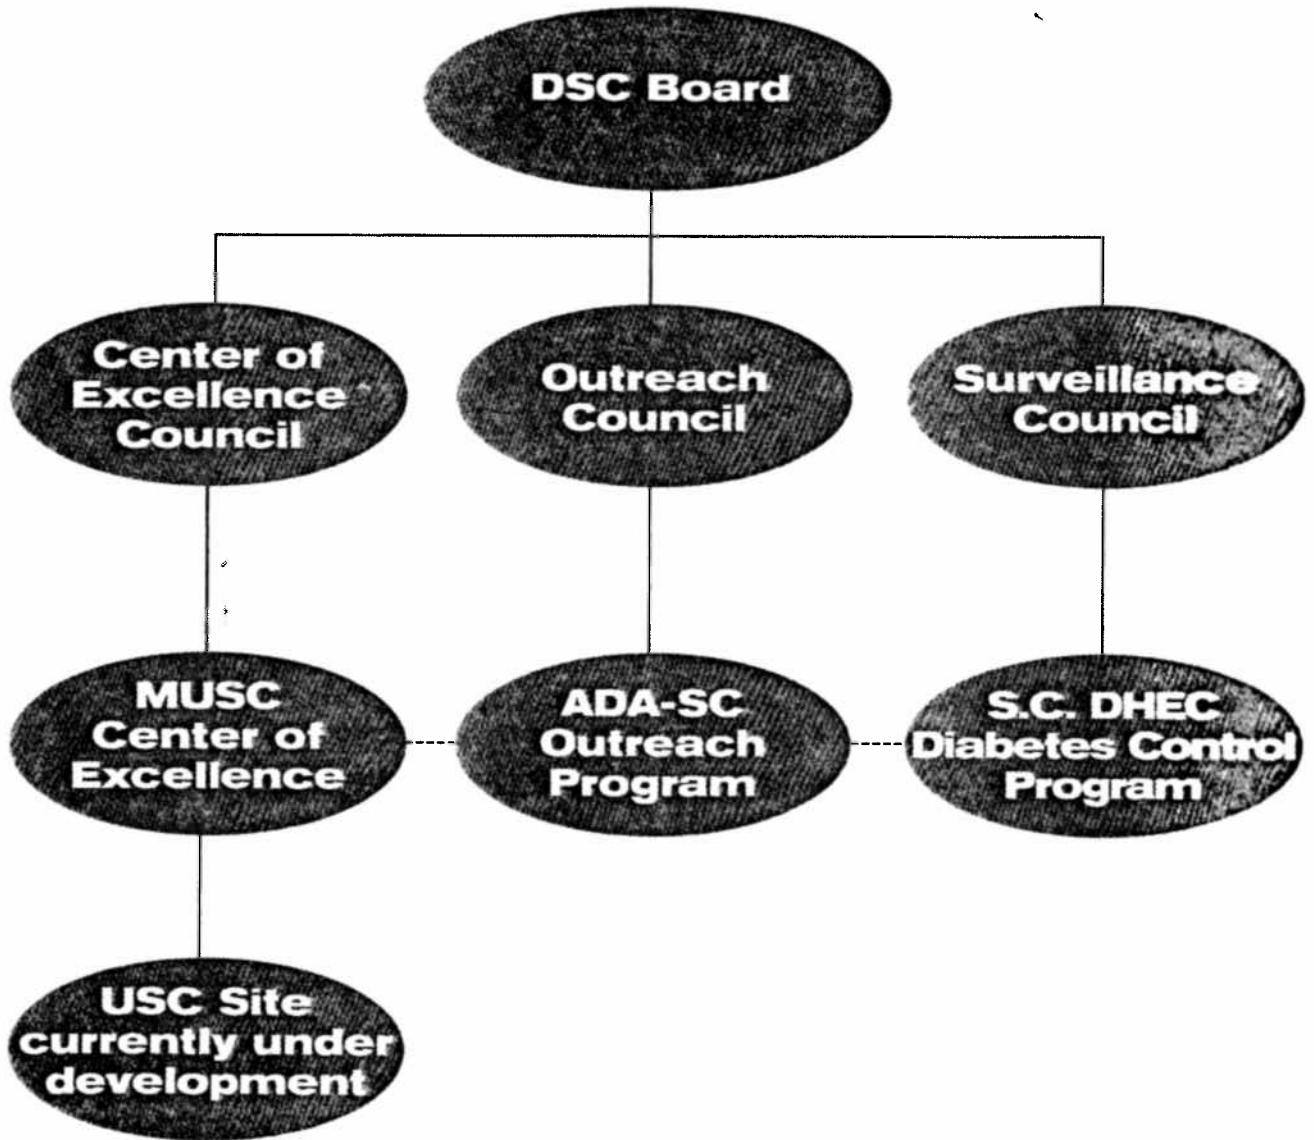 DSC Board
Center of
Excellence
Council
Outreach
Council
Surveillance
Council
MUSC
Center of
Excellence
ADA-SC
Outreach
Program
S.C. DHEC
Diabetes Control
Program
USC Site
currently under
development